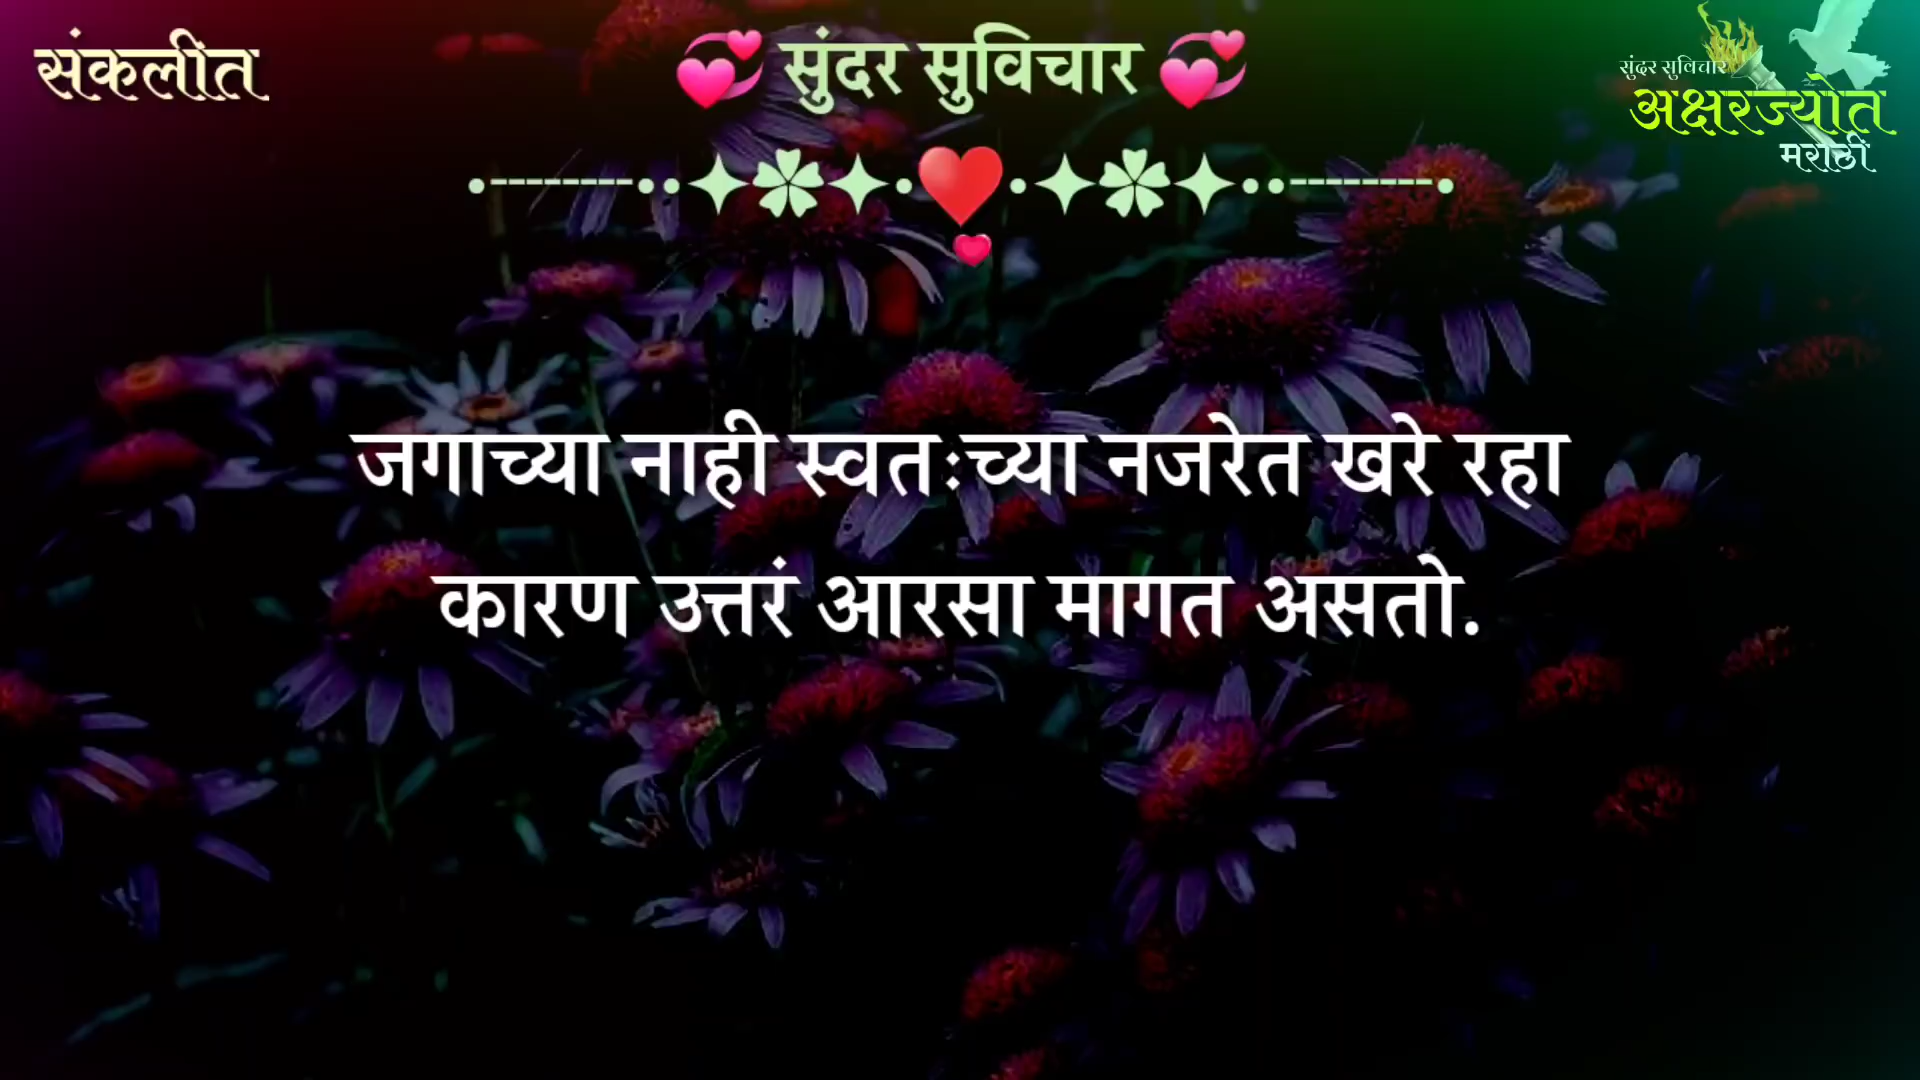 संकलीत
💞 सुंदर सुविचार 💞
•--------••✦✤✦•❤️•✦✤✦••--------•
💕
सुंदर सुविचार
अक्षरज्योत
मराठी
जगाच्या नाही स्वतःच्या नजरेत खरे रहा
कारण उत्तरं आरसा मागत असतो.